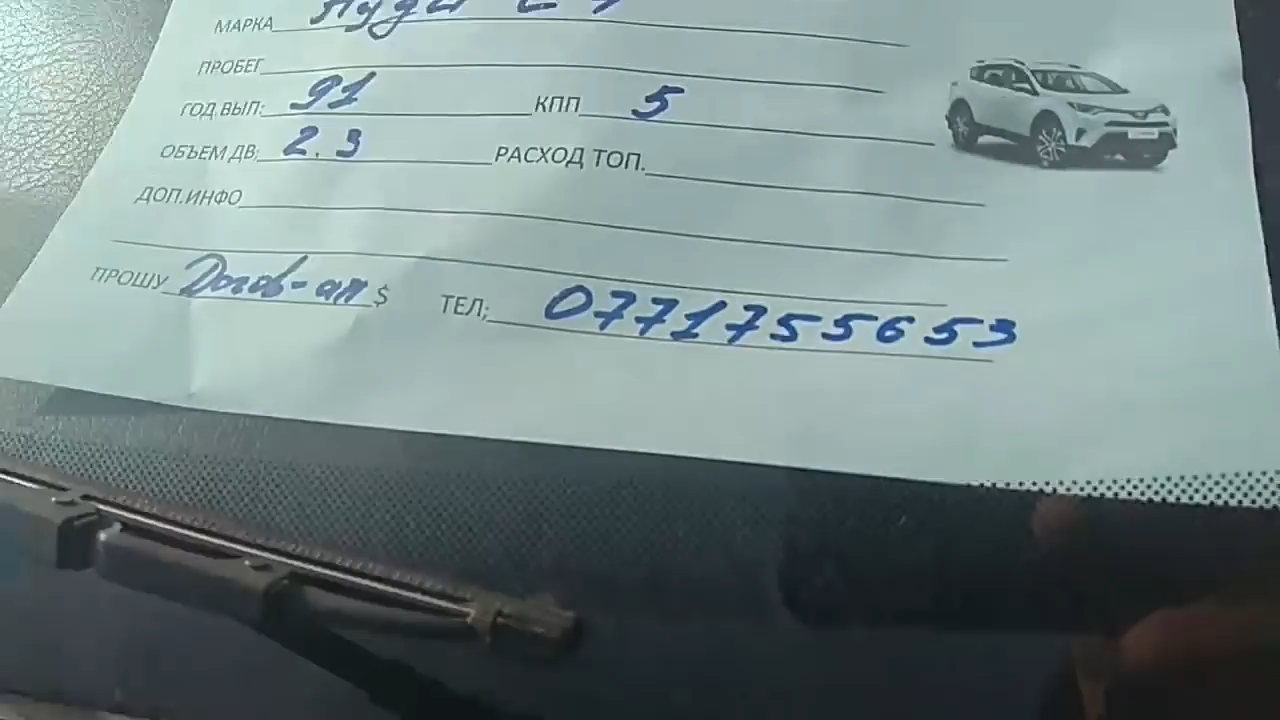 МАРКА Ауди
ПРОБЕГ
ГОД ВЫП: 91 КПП 5
ОБЪЕМ ДВ: 2.3 РАСХОД ТОП.
ДОП.ИНФО
ПРОШУ Догов-ая $ ТЕЛ; 0771755653